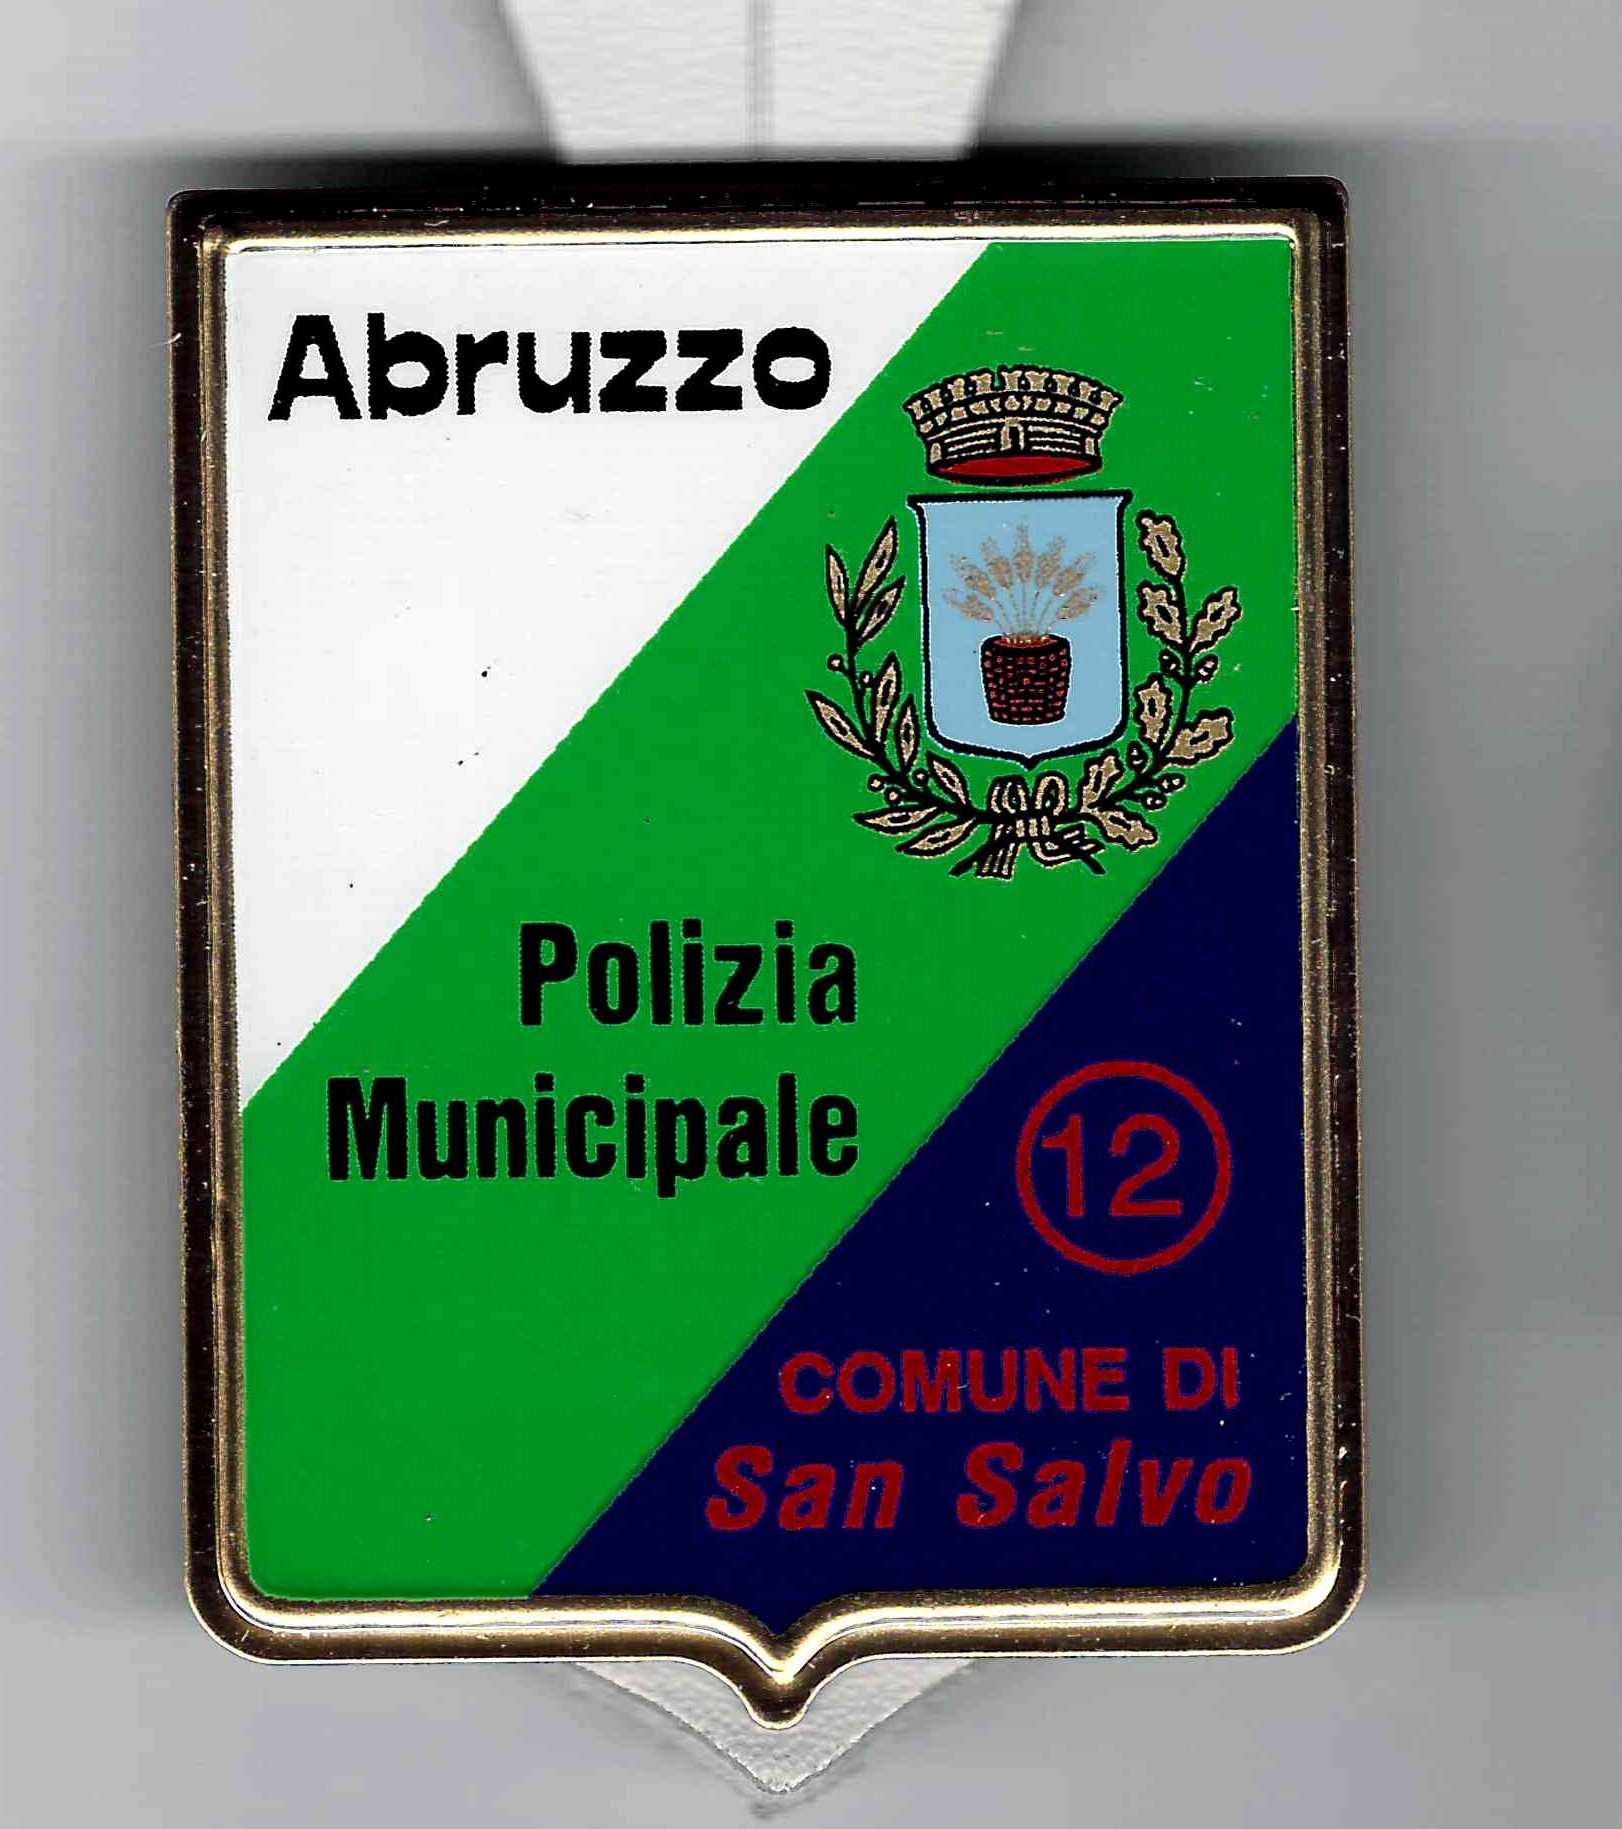 Abruzzo
Polizia
Municipale
12
COMUNE DI
San Salvo